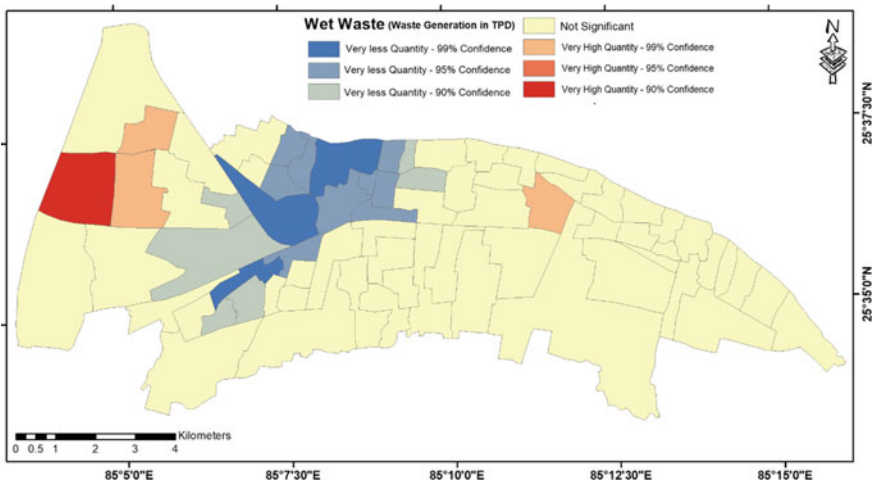 Wet Waste (Waste Generation in TPD)
Very less Quantity - 99% Confidence
Very less Quantity - 95% Confidence
Very less Quantity - 90% Confidence
Not Significant
Very High Quantity - 99% Confidence
Very High Quantity - 95% Confidence
Very High Quantity - 90% Confidence
N
25°37'30"N
25°35'0"N
Kilometers
0 0.5 1 2 3 4
85°5'0"E 85°7'30"E 85°10'0"E 85°12'30"E 85°15'0"E